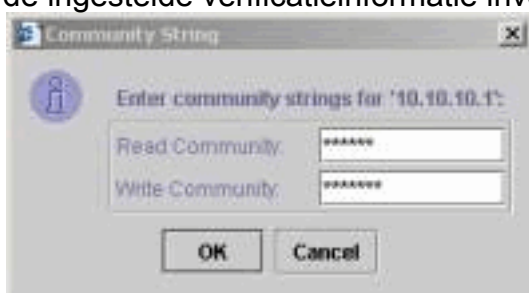 de ingestelde verificatieinformatie inv
Community String
Enter community strings for '10.10.10.1':
Read Community: ******
Write Community: *******
OK Cancel